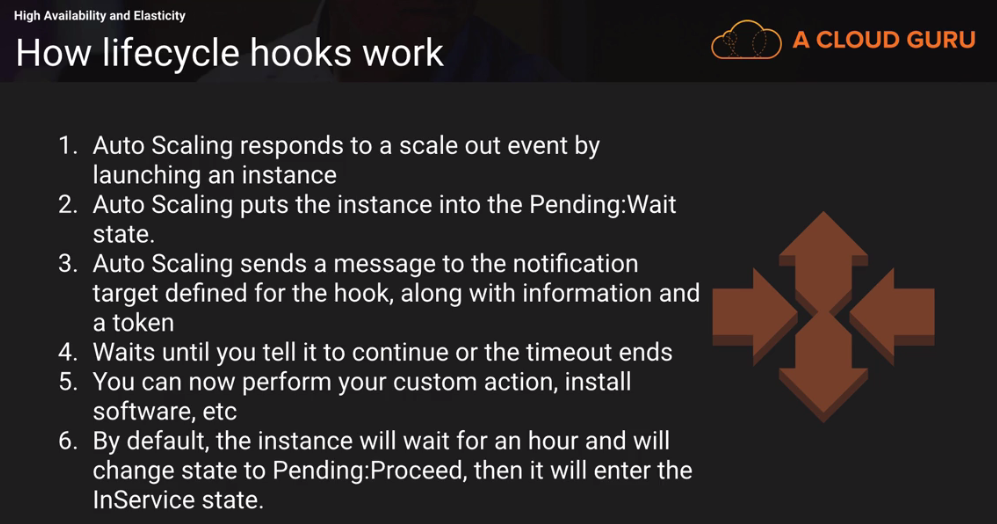 High Availability and Elasticity
How lifecycle hooks work
A CLOUD GURU
1. Auto Scaling responds to a scale out event by
launching an instance
2. Auto Scaling puts the instance into the Pending:Wait
state.
3. Auto Scaling sends a message to the notification
target defined for the hook, along with information and
a token
4. Waits until you tell it to continue or the timeout ends
5. You can now perform your custom action, install
software, etc
6. By default, the instance will wait for an hour and will
change state to Pending:Proceed, then it will enter the
InService state.